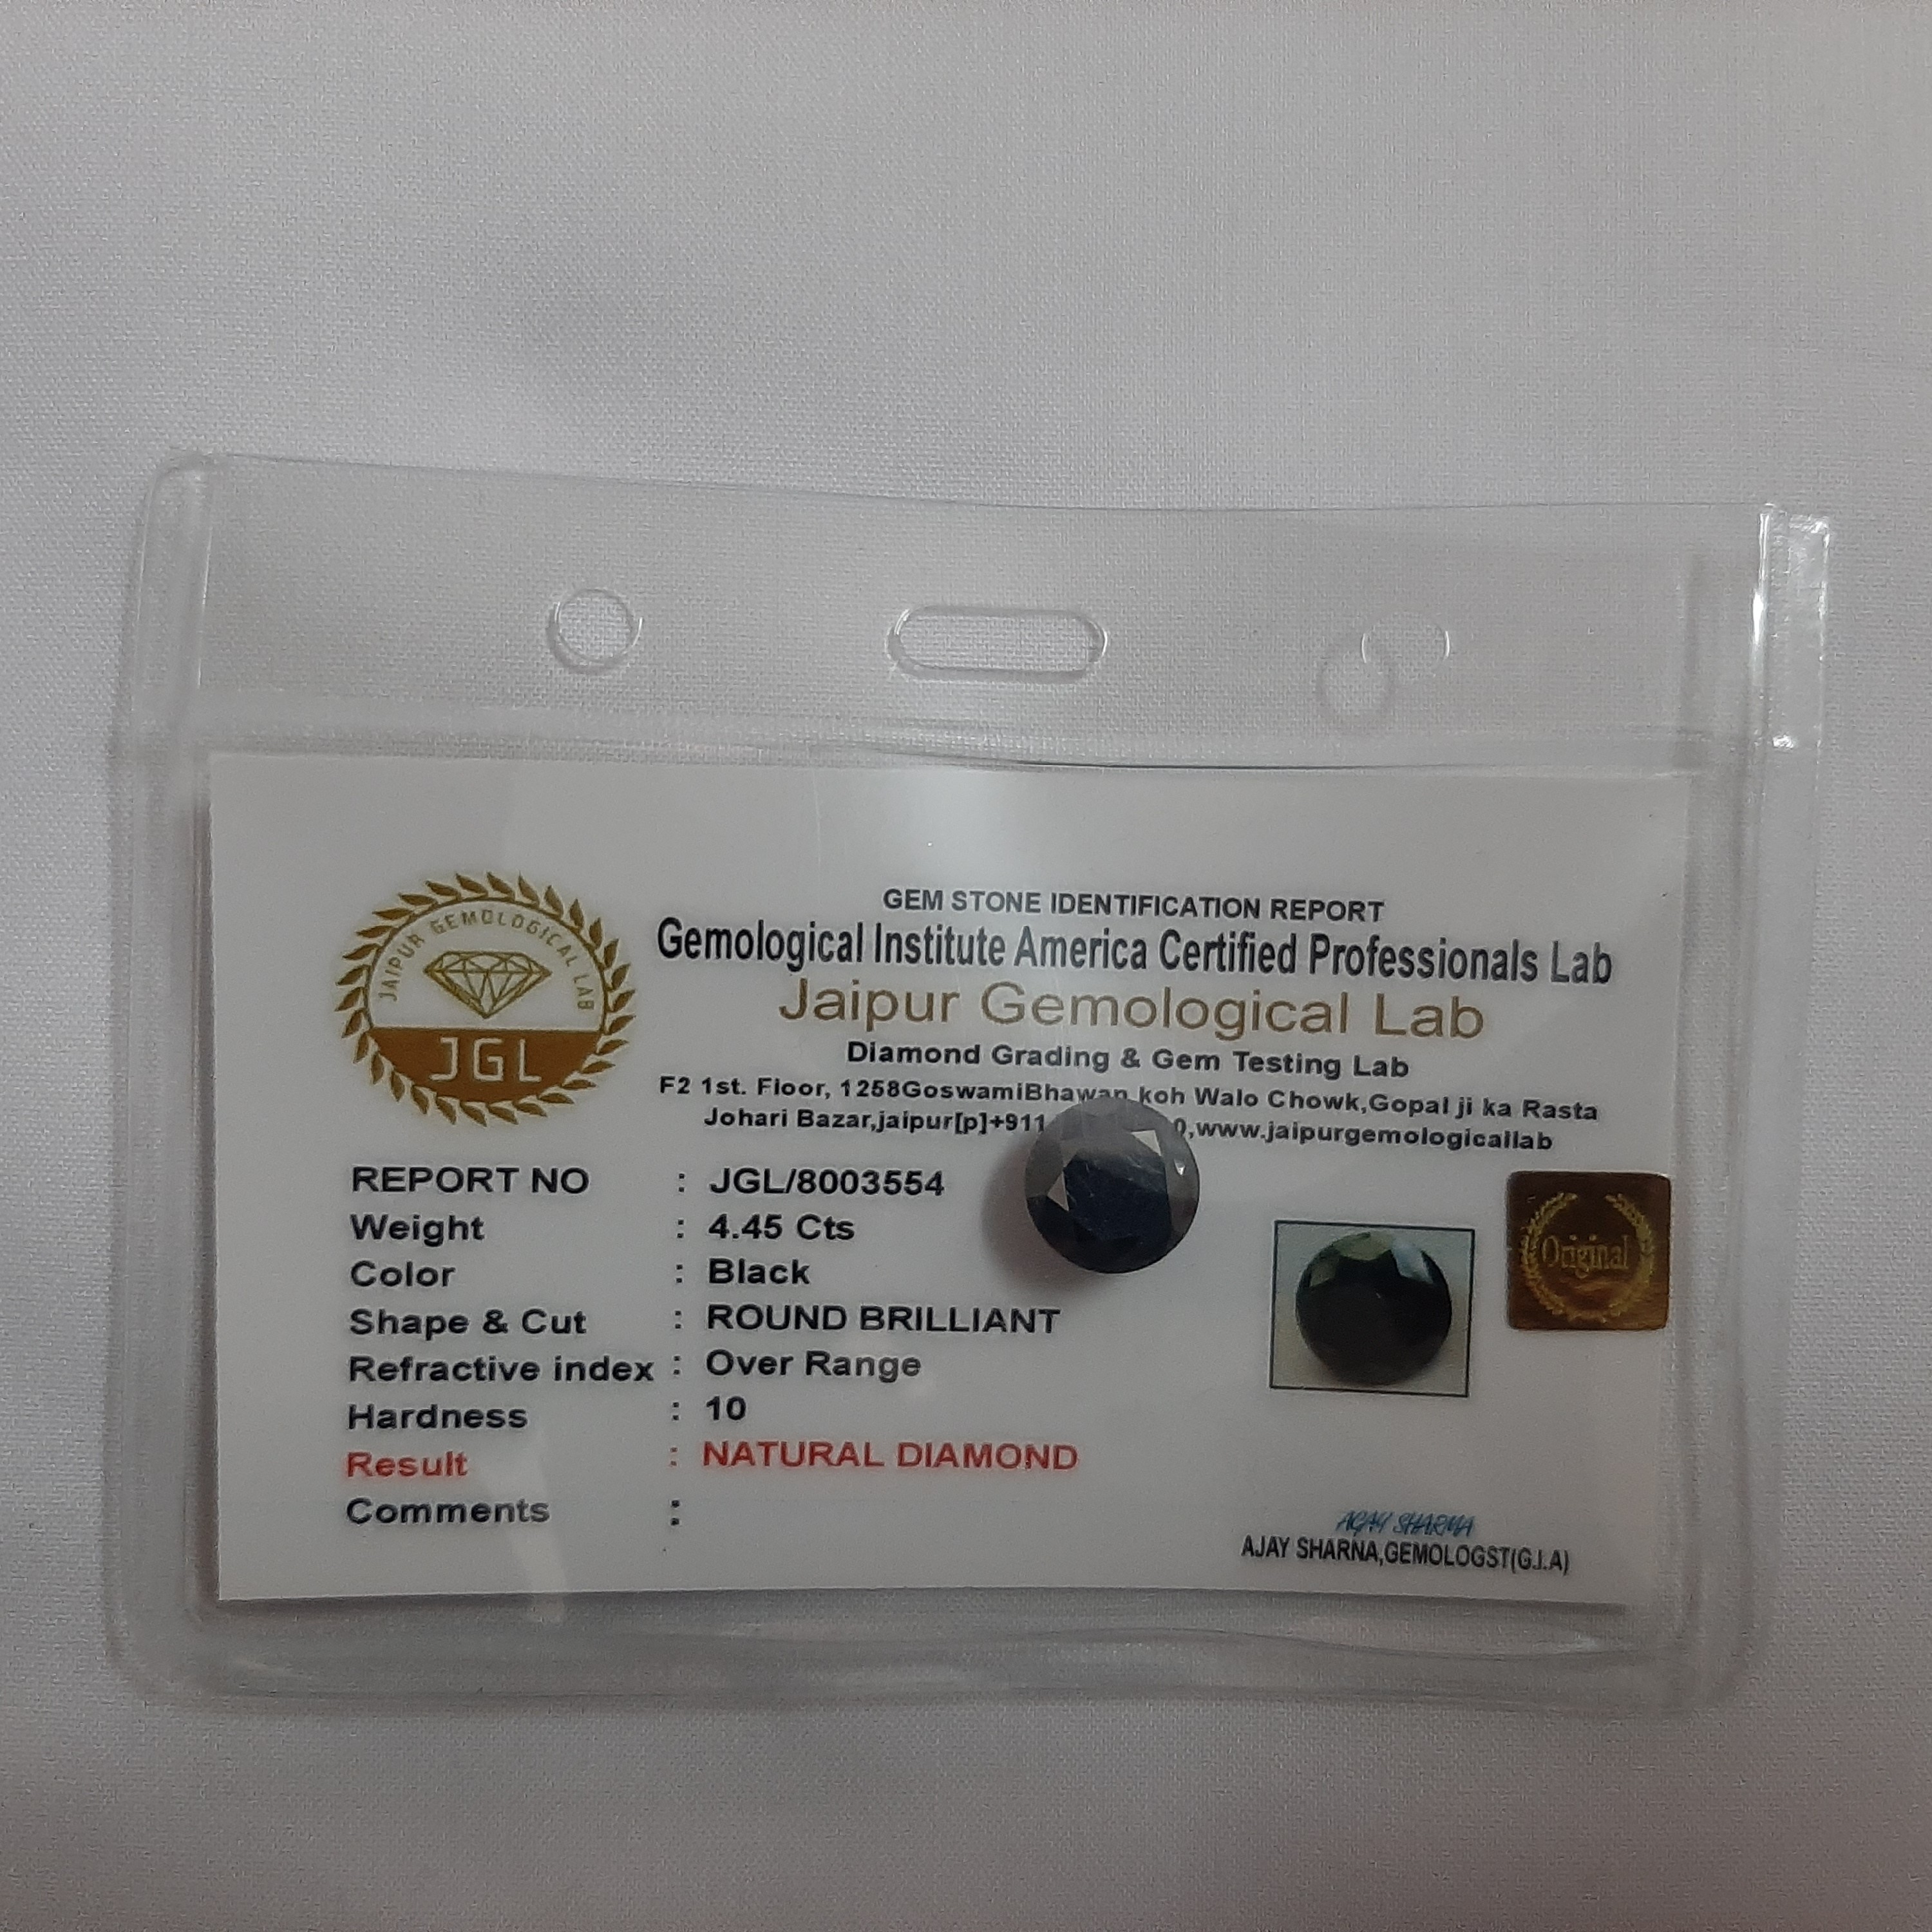 GEM STONE IDENTIFICATION REPORT
Gemological Institute America Certified Professionals Lab
Jaipur Gemological Lab
Diamond Grading & Gem Testing Lab
F2 1st. Floor, 1258GoswamiBhawan koh Walo Chowk,Gopal ji ka Rasta
Johari Bazar,jaipur[p]+911 0,www.jaipurgemologicallab
JAIPUR GEMOLOGICAL LAB
JGL
REPORT NO : JGL/8003554
Weight : 4.45 Cts
Color : Black
Shape & Cut : ROUND BRILLIANT
Refractive index : Over Range
Hardness : 10
Result : NATURAL DIAMOND
Comments :
Original
AJAY SHARMA
AJAY SHARNA,GEMOLOGST(G.I.A)